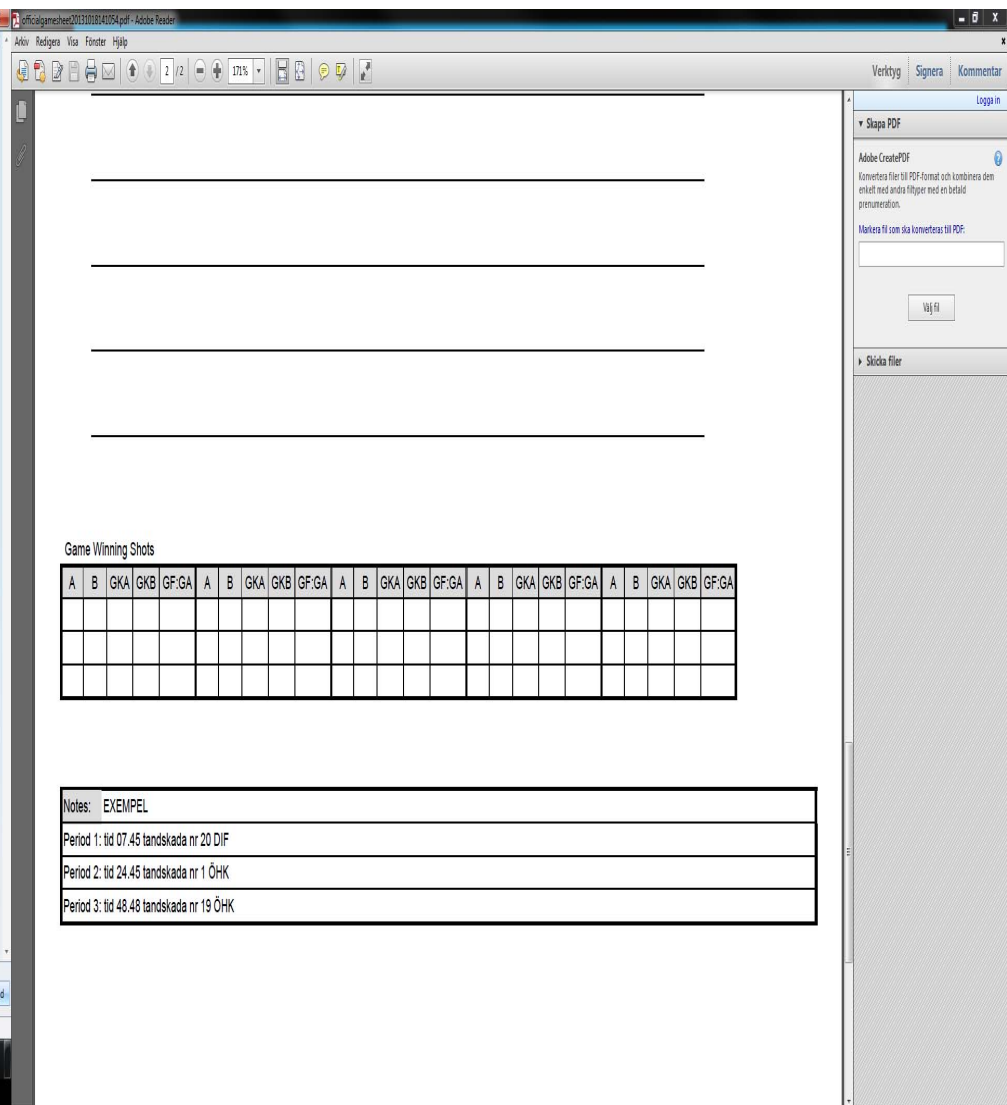 officialgamesheet20131018141054.pdf - Adobe Reader
Arkiv Redigera Visa Fönster Hjälp
2 / 2 171% Verktyg Signera Kommentar
Logga in
Skapa PDF
Adobe CreatePDF
Konvertera filer till PDF-format och kombinera dem
enkelt med andra filtyper med en betald
prenumeration.
Markera fil som ska konverteras till PDF:
Välj fil
Skicka filer
Game Winning Shots
A B GKA GKB GF:GA A B GKA GKB GF:GA A B GKA GKB GF:GA A B GKA GKB GF:GA A B GKA GKB GF:GA
Notes: EXEMPEL
Period 1: tid 07.45 tandskada nr 20 DIF
Period 2: tid 24.45 tandskada nr 1 ÖHK
Period 3: tid 48.48 tandskada nr 19 ÖHK
d